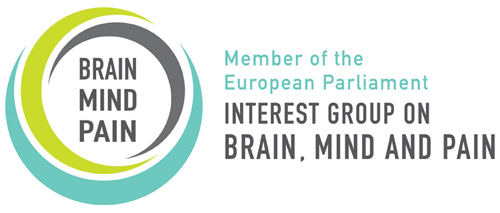 BRAIN
MIND
PAIN
Member of the
European Parliament
INTEREST GROUP ON
BRAIN, MIND AND PAIN